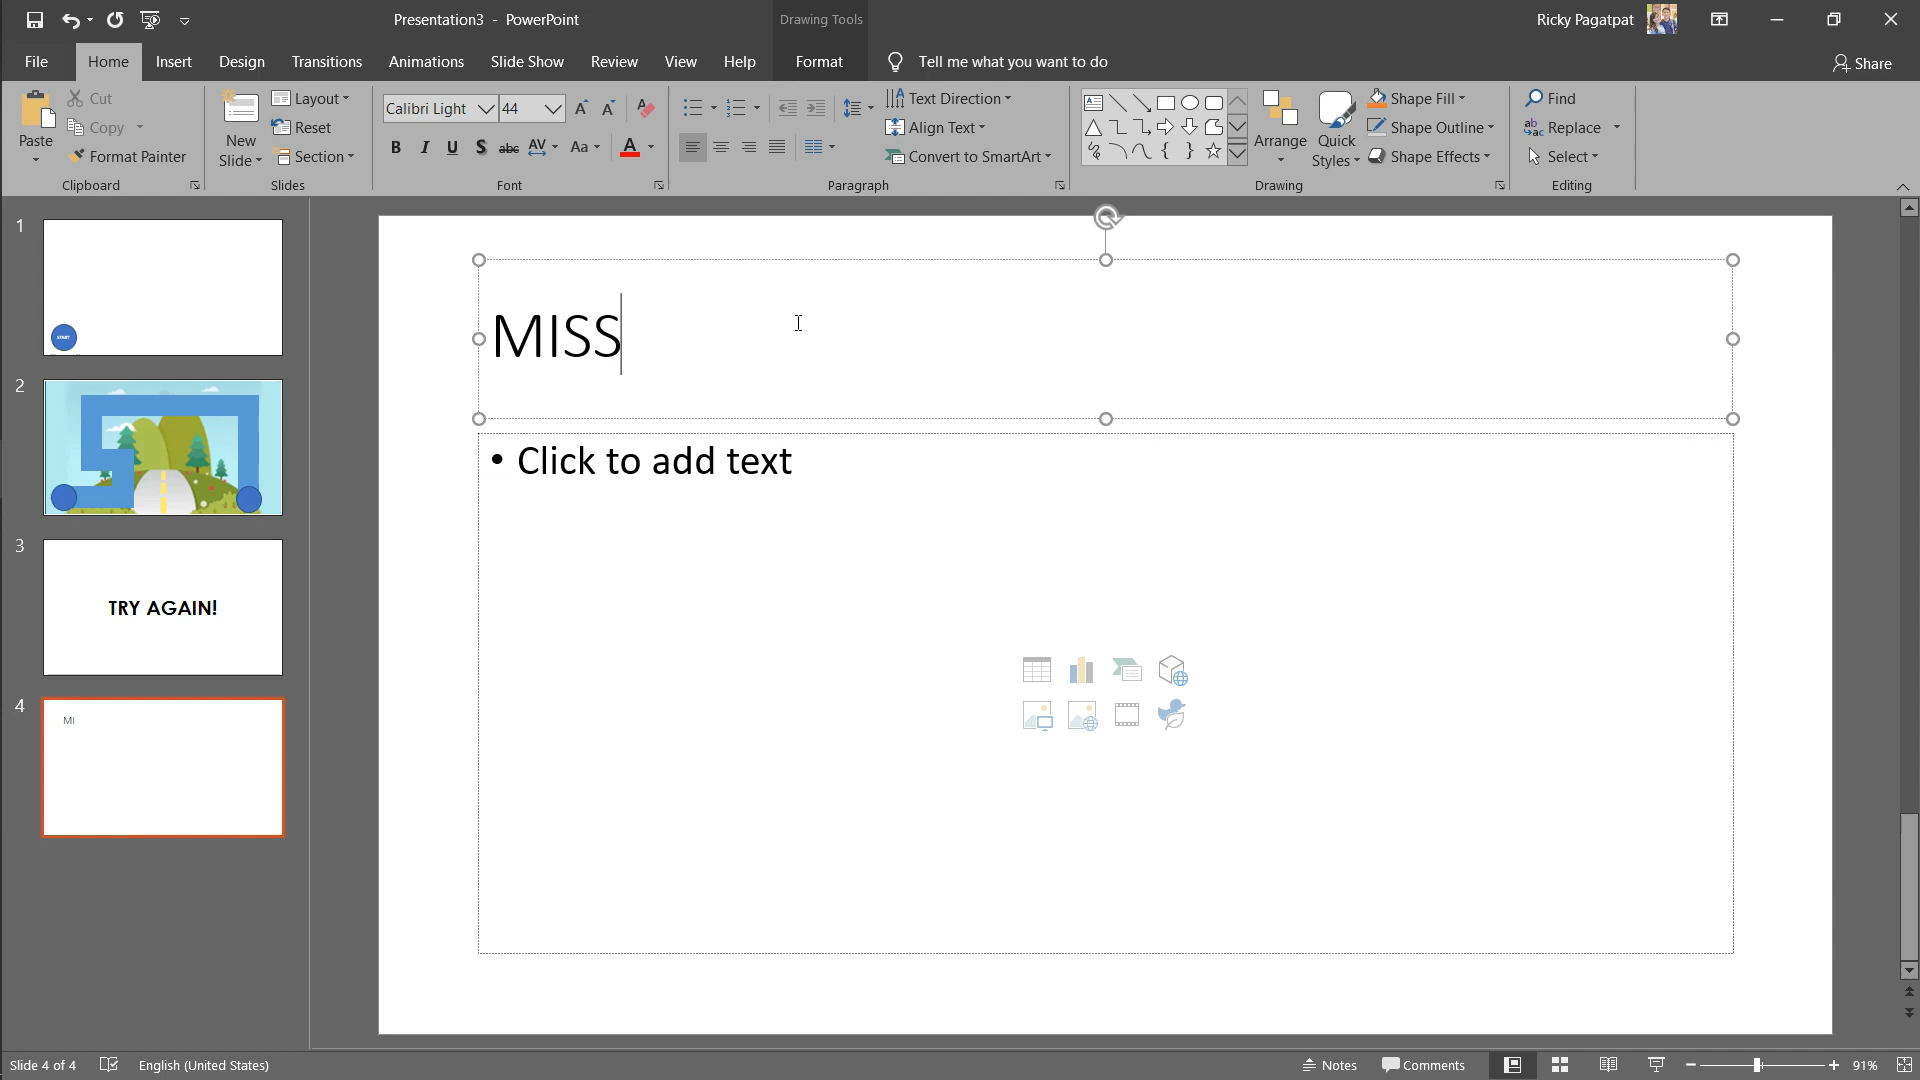 Presentation3 - PowerPoint
Drawing Tools
Ricky Pagatpat
File Home Insert Design Transitions Animations Slide Show Review View Help Format Tell me what you want to do Share
Paste
Cut
Copy
Format Painter
Clipboard
New Slide
Layout
Reset
Section
Slides
Calibri Light 44
B I U S abc AV Aa A
Font
Text Direction
Align Text
Convert to SmartArt
Paragraph
Arrange
Quick Styles
Shape Fill
Shape Outline
Shape Effects
Drawing
Find
Replace
Select
Editing
1
START
2
3
TRY AGAIN!
4
MI
MISS
• Click to add text
Slide 4 of 4 English (United States) Notes Comments 91%